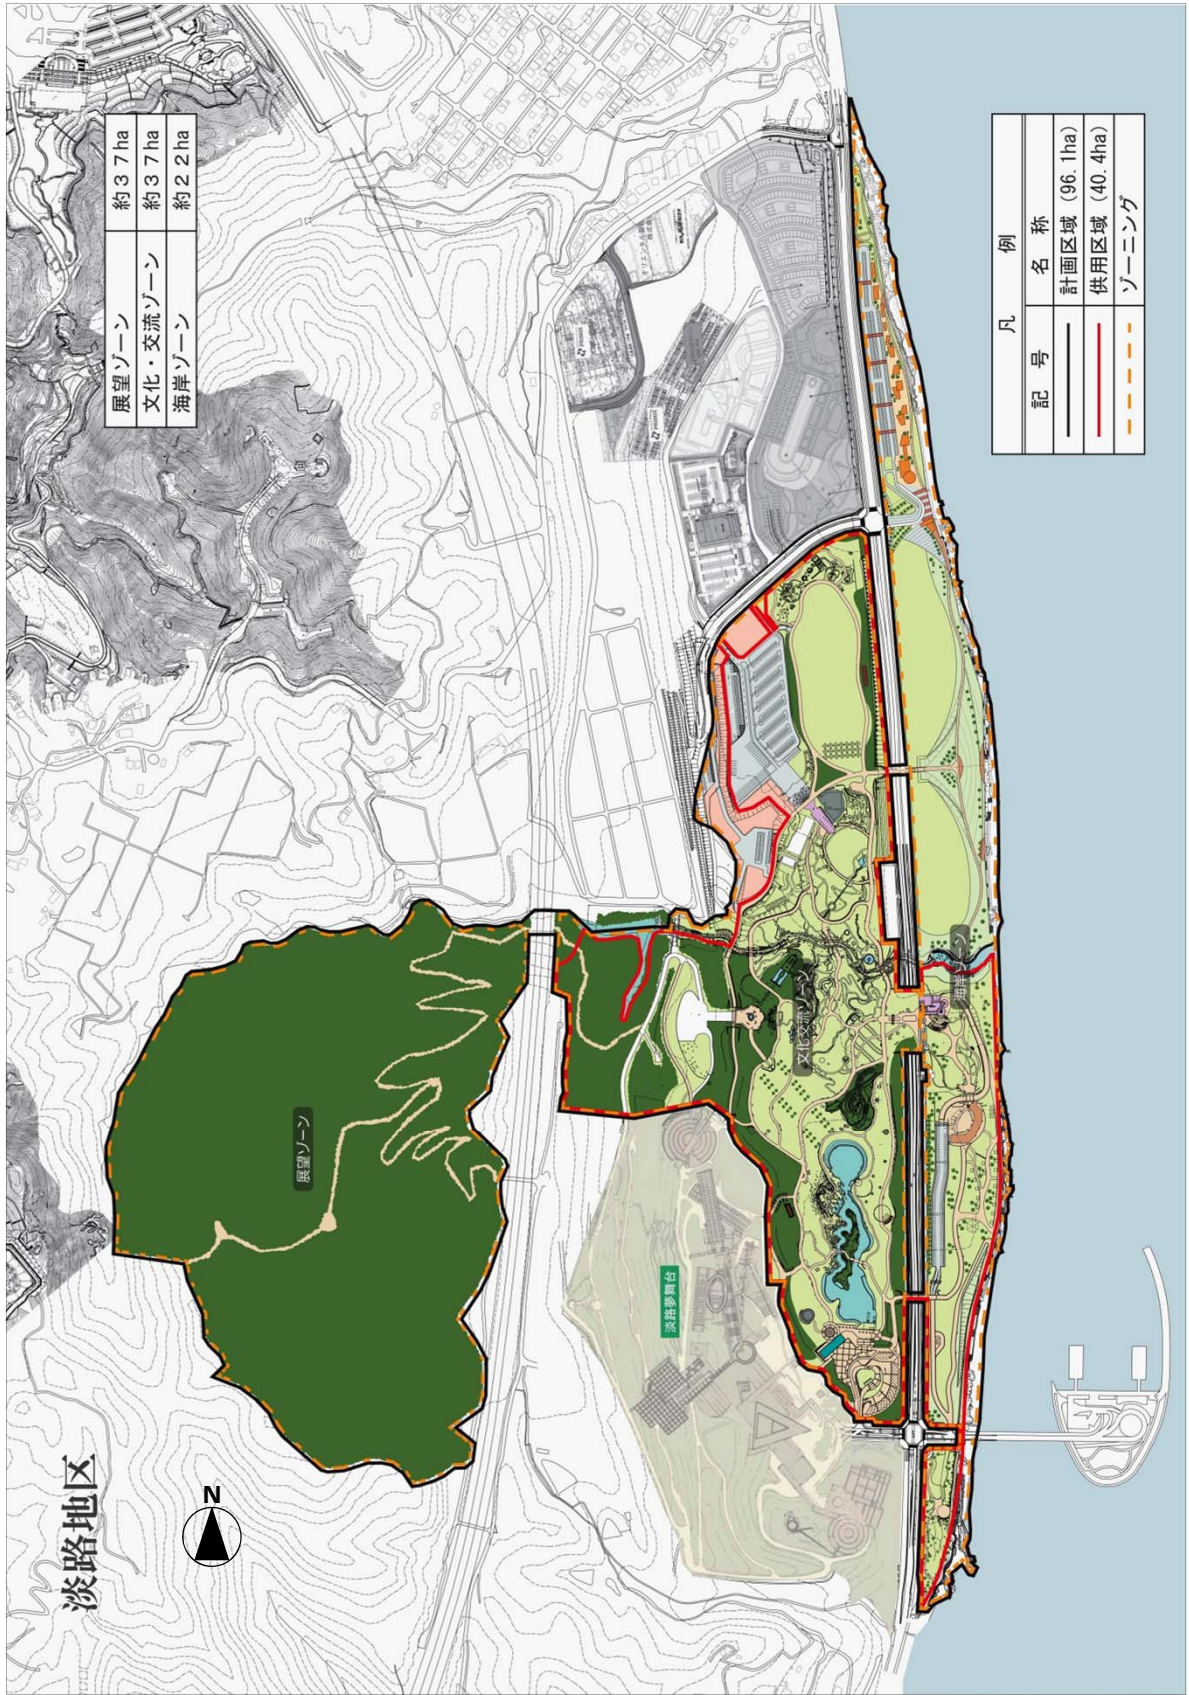 淡路地区
N
展望ゾーン 約37ha
文化・交流ゾーン 約37ha
海岸ゾーン 約22ha
展望ゾーン
淡路夢舞台
文化交流ゾーン
海岸ゾーン
凡 例
記 号 名 称
計画区域 (96.1ha)
供用区域 (40.4ha)
ゾーニング